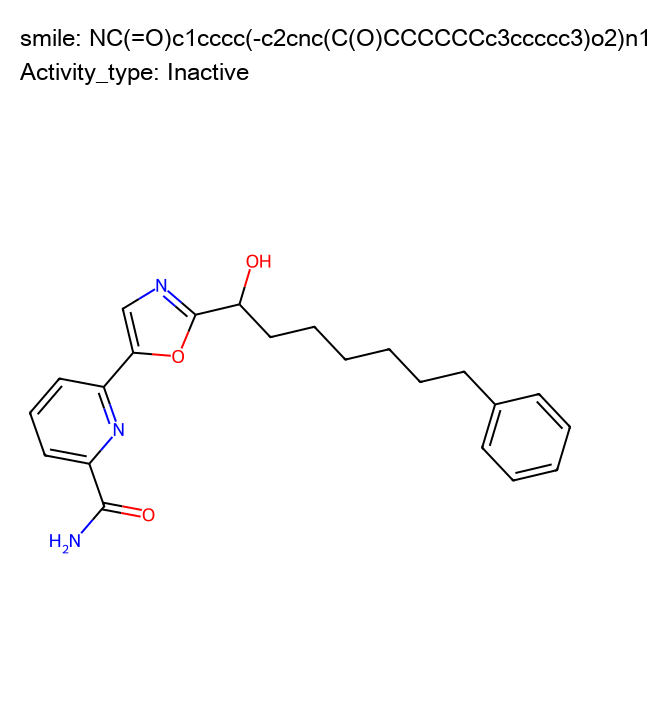 smile: NC(=O)c1cccc(-c2cnc(C(O)CCCCCCc3ccccc3)o2)n1
Activity_type: Inactive
OH
N
O
N
O
H2N